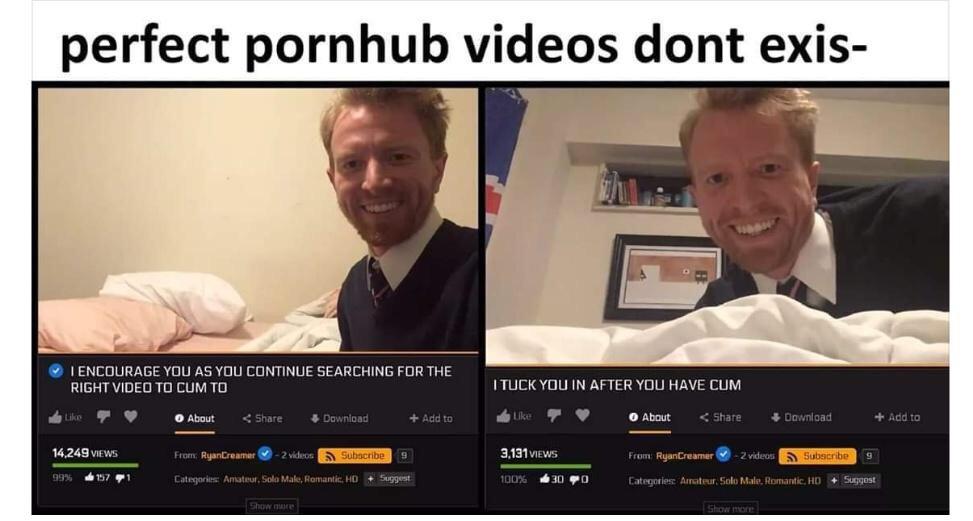 perfect pornhub videos dont exis-
I ENCOURAGE YOU AS YOU CONTINUE SEARCHING FOR THE
RIGHT VIDEO TO CUM TO
Like About Share Download + Add to
14,249 VIEWS
99% 157 1
From: RyanCreamer - 2 videos Subscribe 9
Categories: Amateur, Solo Male, Romantic, HD + Suggest
Show more
I TUCK YOU IN AFTER YOU HAVE CUM
Like About Share Download + Add to
3,131 VIEWS
100% 30 0
From: RyanCreamer - 2 videos Subscribe 9
Categories: Amateur, Solo Male, Romantic, HD + Suggest
Show more